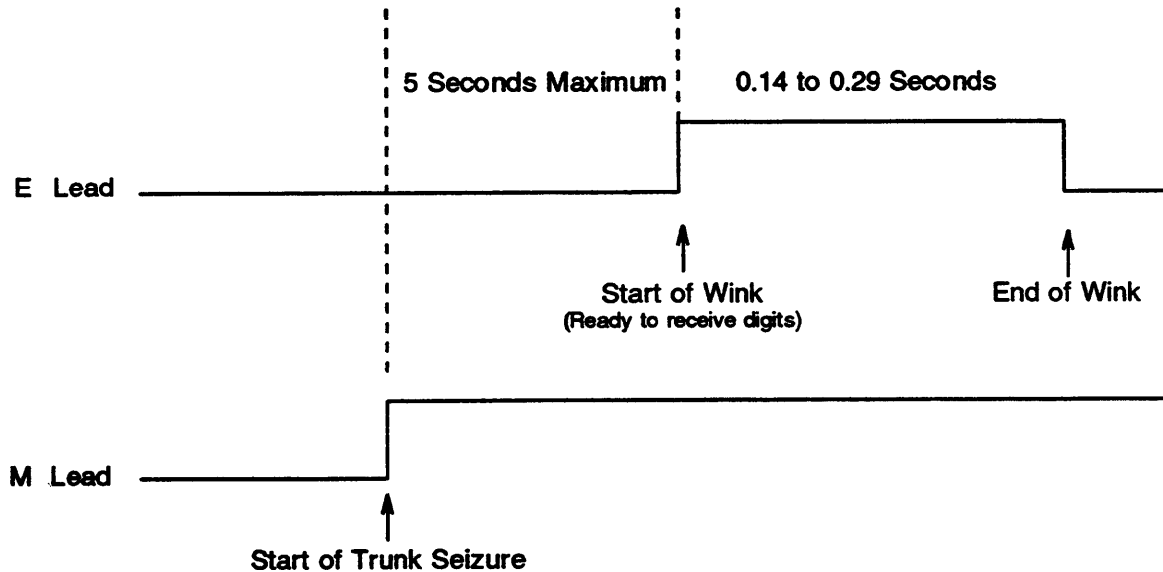 5 Seconds Maximum
0.14 to 0.29 Seconds
E Lead
Start of Wink
(Ready to receive digits)
End of Wink
M Lead
Start of Trunk Seizure